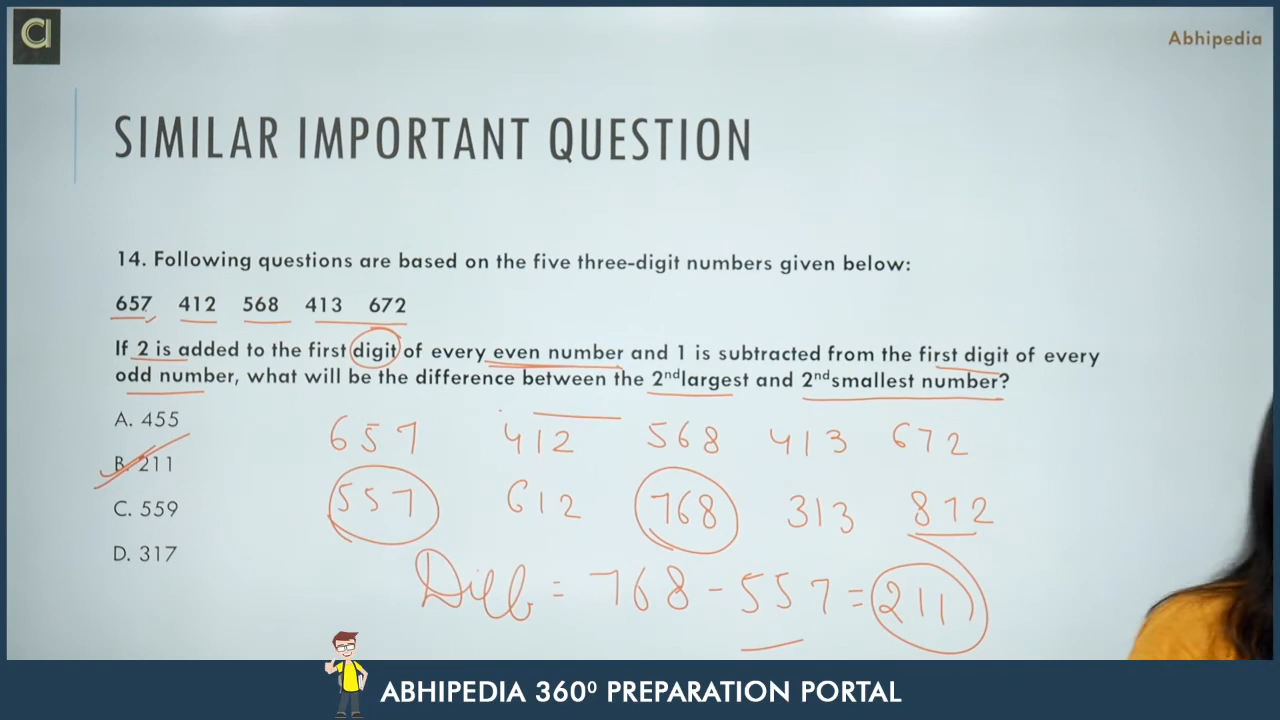 a
Abhipedia
SIMILAR IMPORTANT QUESTION
14. Following questions are based on the five three-digit numbers given below:
657 412 568 413 672
If 2 is added to the first digit of every even number and 1 is subtracted from the first digit of every
odd number, what will be the difference between the 2nd largest and 2nd smallest number?
A. 455
B. 211
C. 559
D. 317
657 412 568 413 672
557 612 768 313 872
Diff = 768 - 557 = 211
ABHIPEDIA 360⁰ PREPARATION PORTAL